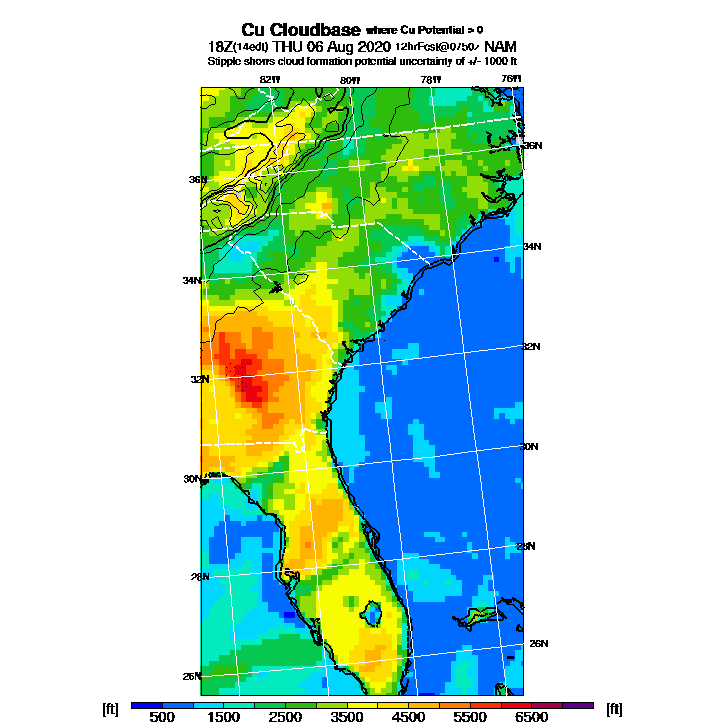 Cu Cloudbase where Cu Potential > 0
18Z(14edt) THU 06 Aug 2020 12hrFcst@0750z NAM
Stipple shows cloud formation potential uncertainty of +/- 1000 ft
82W 80W 78W 76W
36N
36N
34N
34N
32N
32N
30N
30N
28N
28N
26N
26N
[ft] 500 1500 2500 3500 4500 5500 6500 [ft]